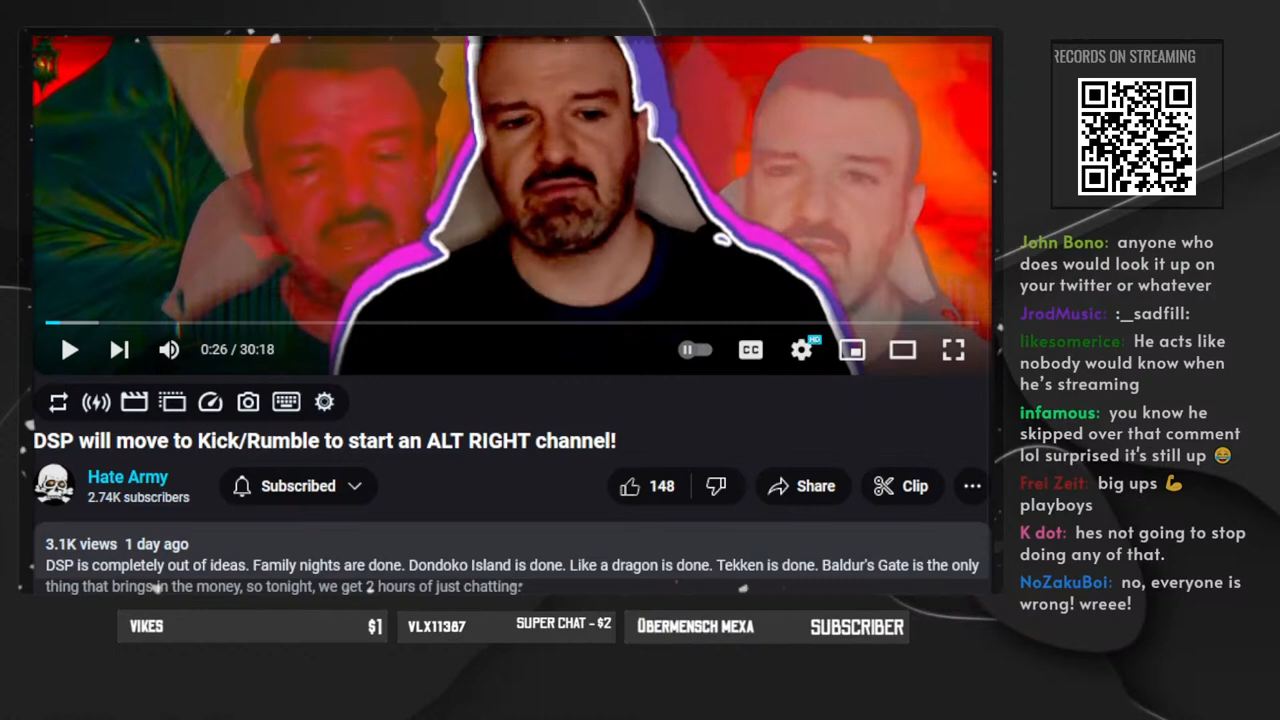 RECORDS ON STREAMING
0:26 / 30:18
CC
HD
DSP will move to Kick/Rumble to start an ALT RIGHT channel!
Hate Army
2.74K subscribers
Subscribed
148
Share
Clip
3.1K views 1 day ago
DSP is completely out of ideas. Family nights are done. Dondoko Island is done. Like a dragon is done. Tekken is done. Baldur's Gate is the only
thing that brings in the money, so tonight, we get 2 hours of just chatting.
John Bono: anyone who
does would look it up on
your twitter or whatever
JrodMusic: :_sadfill:
likesomerice: He acts like
nobody would know when
he's streaming
infamous: you know he
skipped over that comment
lol surprised it's still up 😂
Frei Zeit: big ups 💪
playboys
K dot: hes not going to stop
doing any of that.
NoZakuBoi: no, everyone is
wrong! wreee!
VIKES $1
VLX11387 SUPER CHAT - $2
ÜBERMENSCH MEXA SUBSCRIBER